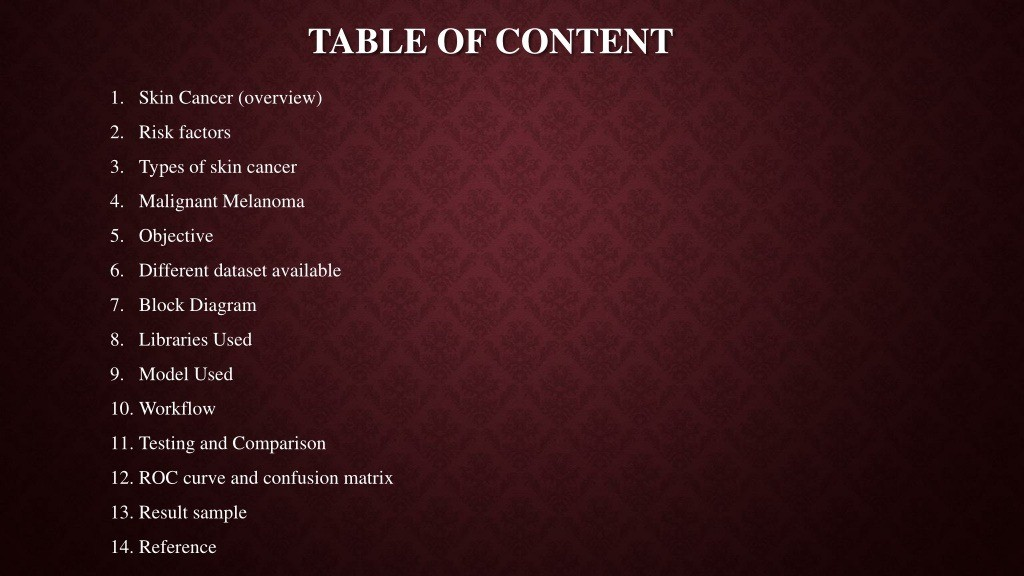 TABLE OF CONTENT
1. Skin Cancer (overview)
2. Risk factors
3. Types of skin cancer
4. Malignant Melanoma
5. Objective
6. Different dataset available
7. Block Diagram
8. Libraries Used
9. Model Used
10. Workflow
11. Testing and Comparison
12. ROC curve and confusion matrix
13. Result sample
14. Reference